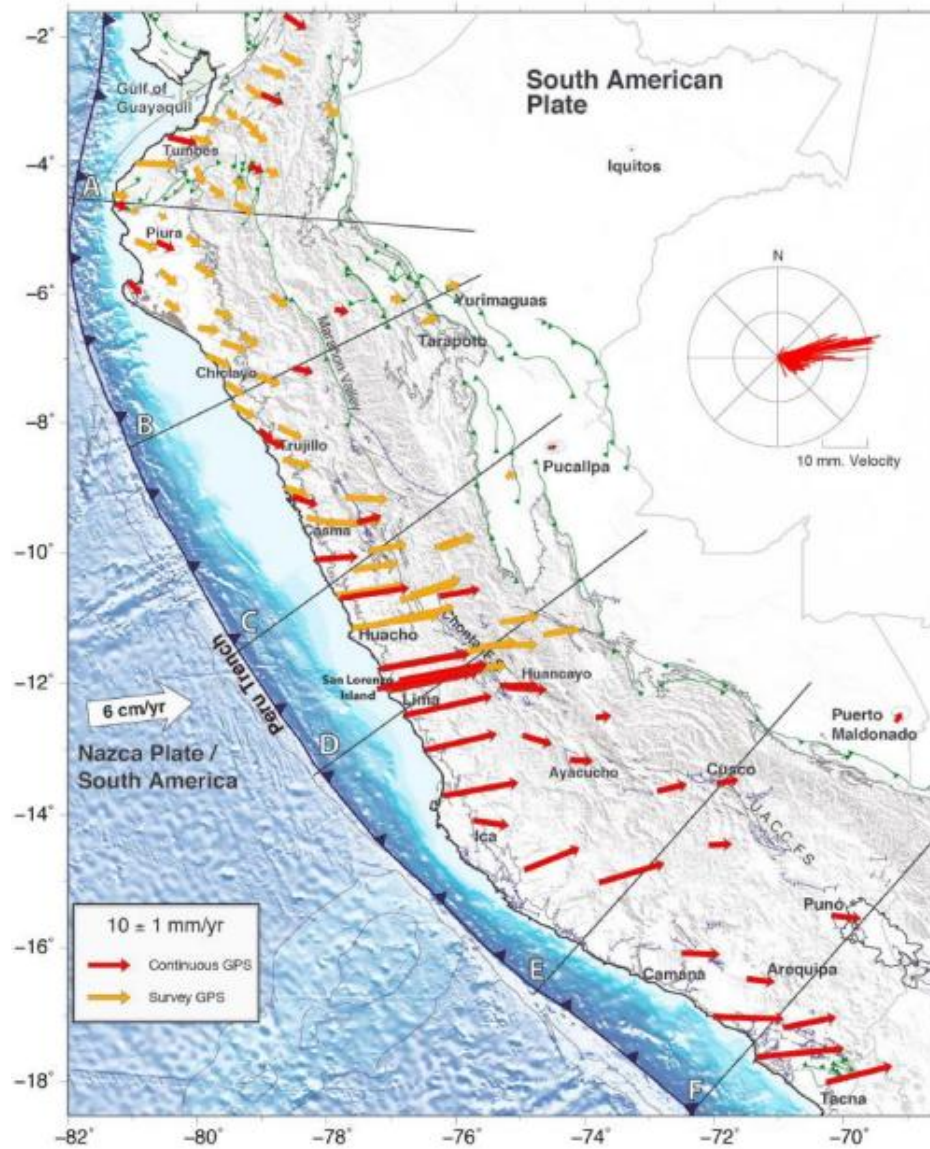 −2°
−4°
−6°
−8°
−10°
−12°
−14°
−16°
−18°
−82
−80
−78
−76
−74
−72
−70
South American
Plate
Gulf of
Guayaquil
Tumbes
Iquitos
A
Piura
N
Yurimaguas
Tarapoto
Marañon Valley
Chiclayo
B
Trujillo
Pucallpa
10 mm. Velocity
Casma
C
Huacho
Peru Trench
San Lorenzo
Island
Lima
Huancayo
6 cm/yr
D
Puerto
Maldonado
Nazca Plate /
South America
Ayacucho
Cusco
Ica
U.A.C.C. F.S
Puno
10 ± 1 mm/yr
Continuous GPS
Survey GPS
E
Camaná
Arequipa
F
Tacna